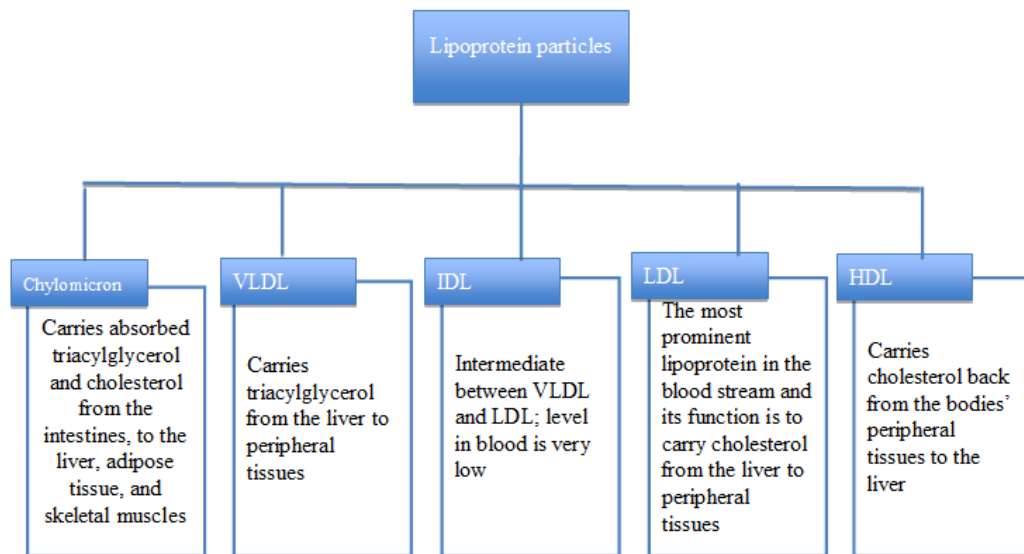 Lipoprotein particles
Chylomicron
Carries absorbed
triacylglycerol
and cholesterol
from the
intestines, to the
liver, adipose
tissue, and
skeletal muscles
VLDL
Carries
triacylglycerol
from the liver to
peripheral
tissues
IDL
Intermediate
between VLDL
and LDL; level
in blood is very
low
LDL
The most
prominent
lipoprotein in the
blood stream and
its function is to
carry cholesterol
from the liver to
peripheral
tissues
HDL
Carries
cholesterol back
from the bodies’
peripheral
tissues to the
liver